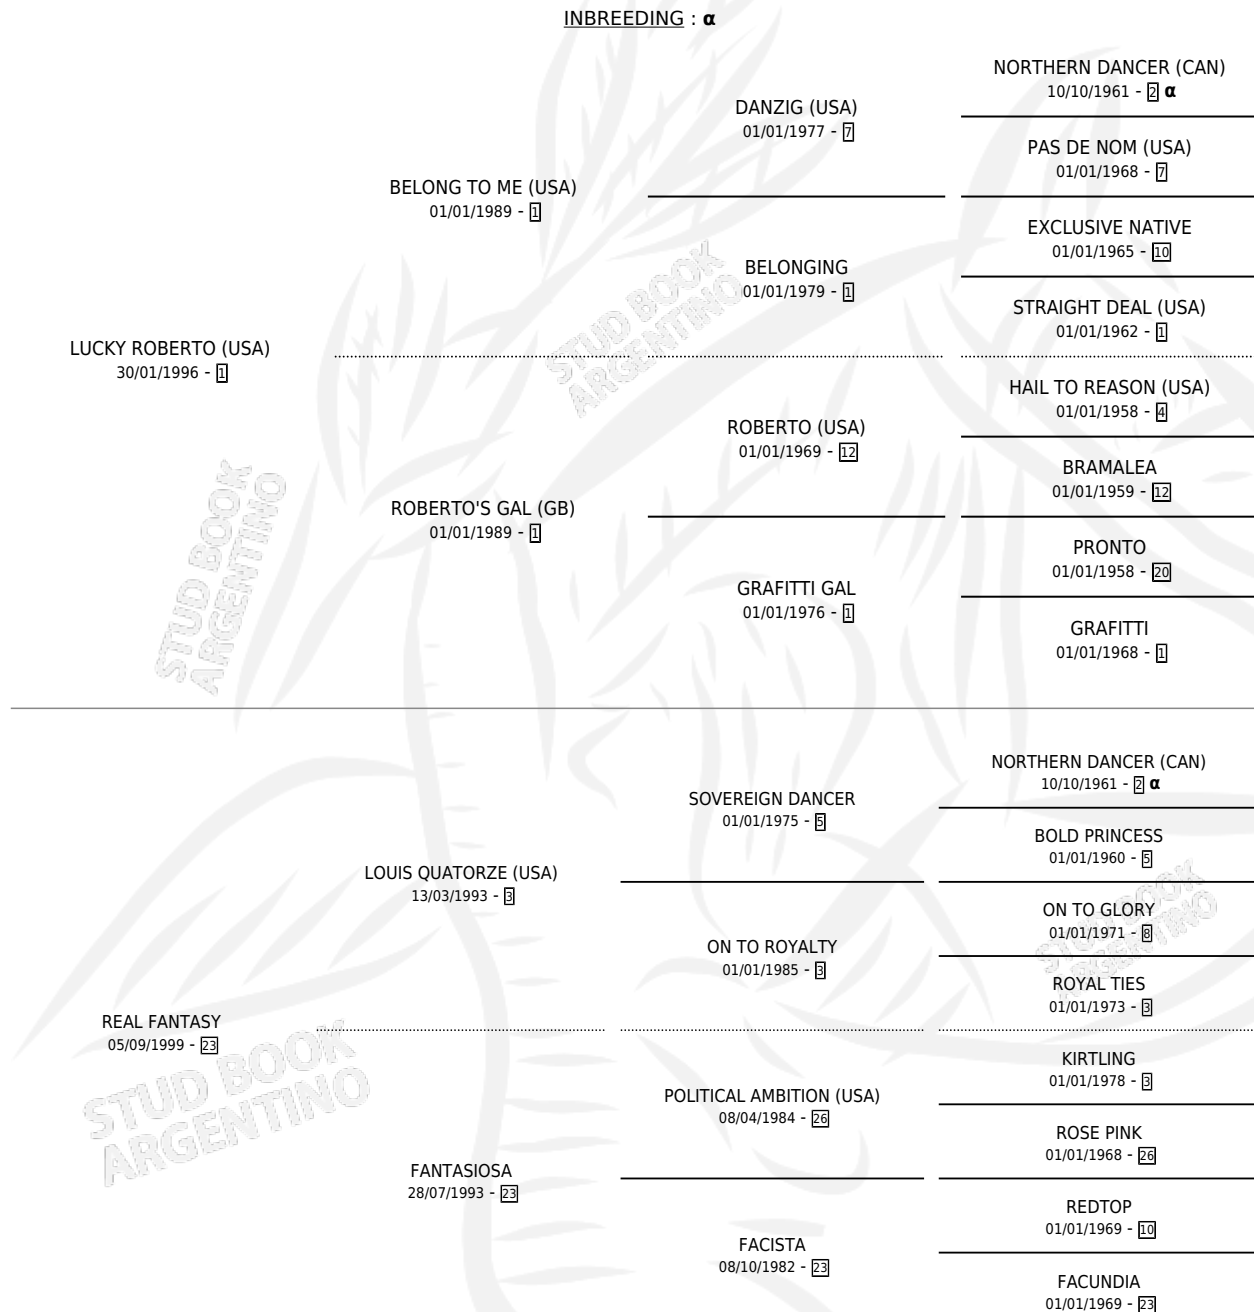 INBREEDING : α
NORTHERN DANCER (CAN)
10/10/1961 - 2 α
DANZIG (USA)
01/01/1977 - 7
PAS DE NOM (USA)
01/01/1968 - 7
BELONG TO ME (USA)
01/01/1989 - 1
EXCLUSIVE NATIVE
01/01/1965 - 10
BELONGING
01/01/1979 - 1
STRAIGHT DEAL (USA)
01/01/1962 - 1
LUCKY ROBERTO (USA)
30/01/1996 - 1
HAIL TO REASON (USA)
01/01/1958 - 4
ROBERTO (USA)
01/01/1969 - 12
BRAMALEA
01/01/1959 - 12
ROBERTO'S GAL (GB)
01/01/1989 - 1
PRONTO
01/01/1958 - 20
GRAFITTI GAL
01/01/1976 - 1
GRAFITTI
01/01/1968 - 1
NORTHERN DANCER (CAN)
10/10/1961 - 2 α
SOVEREIGN DANCER
01/01/1975 - 5
BOLD PRINCESS
01/01/1960 - 5
LOUIS QUATORZE (USA)
13/03/1993 - 3
ON TO GLORY
01/01/1971 - 8
ON TO ROYALTY
01/01/1985 - 3
ROYAL TIES
01/01/1973 - 3
REAL FANTASY
05/09/1999 - 23
KIRTLING
01/01/1978 - 3
POLITICAL AMBITION (USA)
08/04/1984 - 26
ROSE PINK
01/01/1968 - 26
FANTASIOSA
28/07/1993 - 23
REDTOP
01/01/1969 - 10
FACISTA
08/10/1982 - 23
FACUNDIA
01/01/1969 - 23
STUD BOOK
ARGENTINO
STUD BOOK
ARGENTINO
STUD BOOK
ARGENTINO
STUD BOOK
ARGENTINO